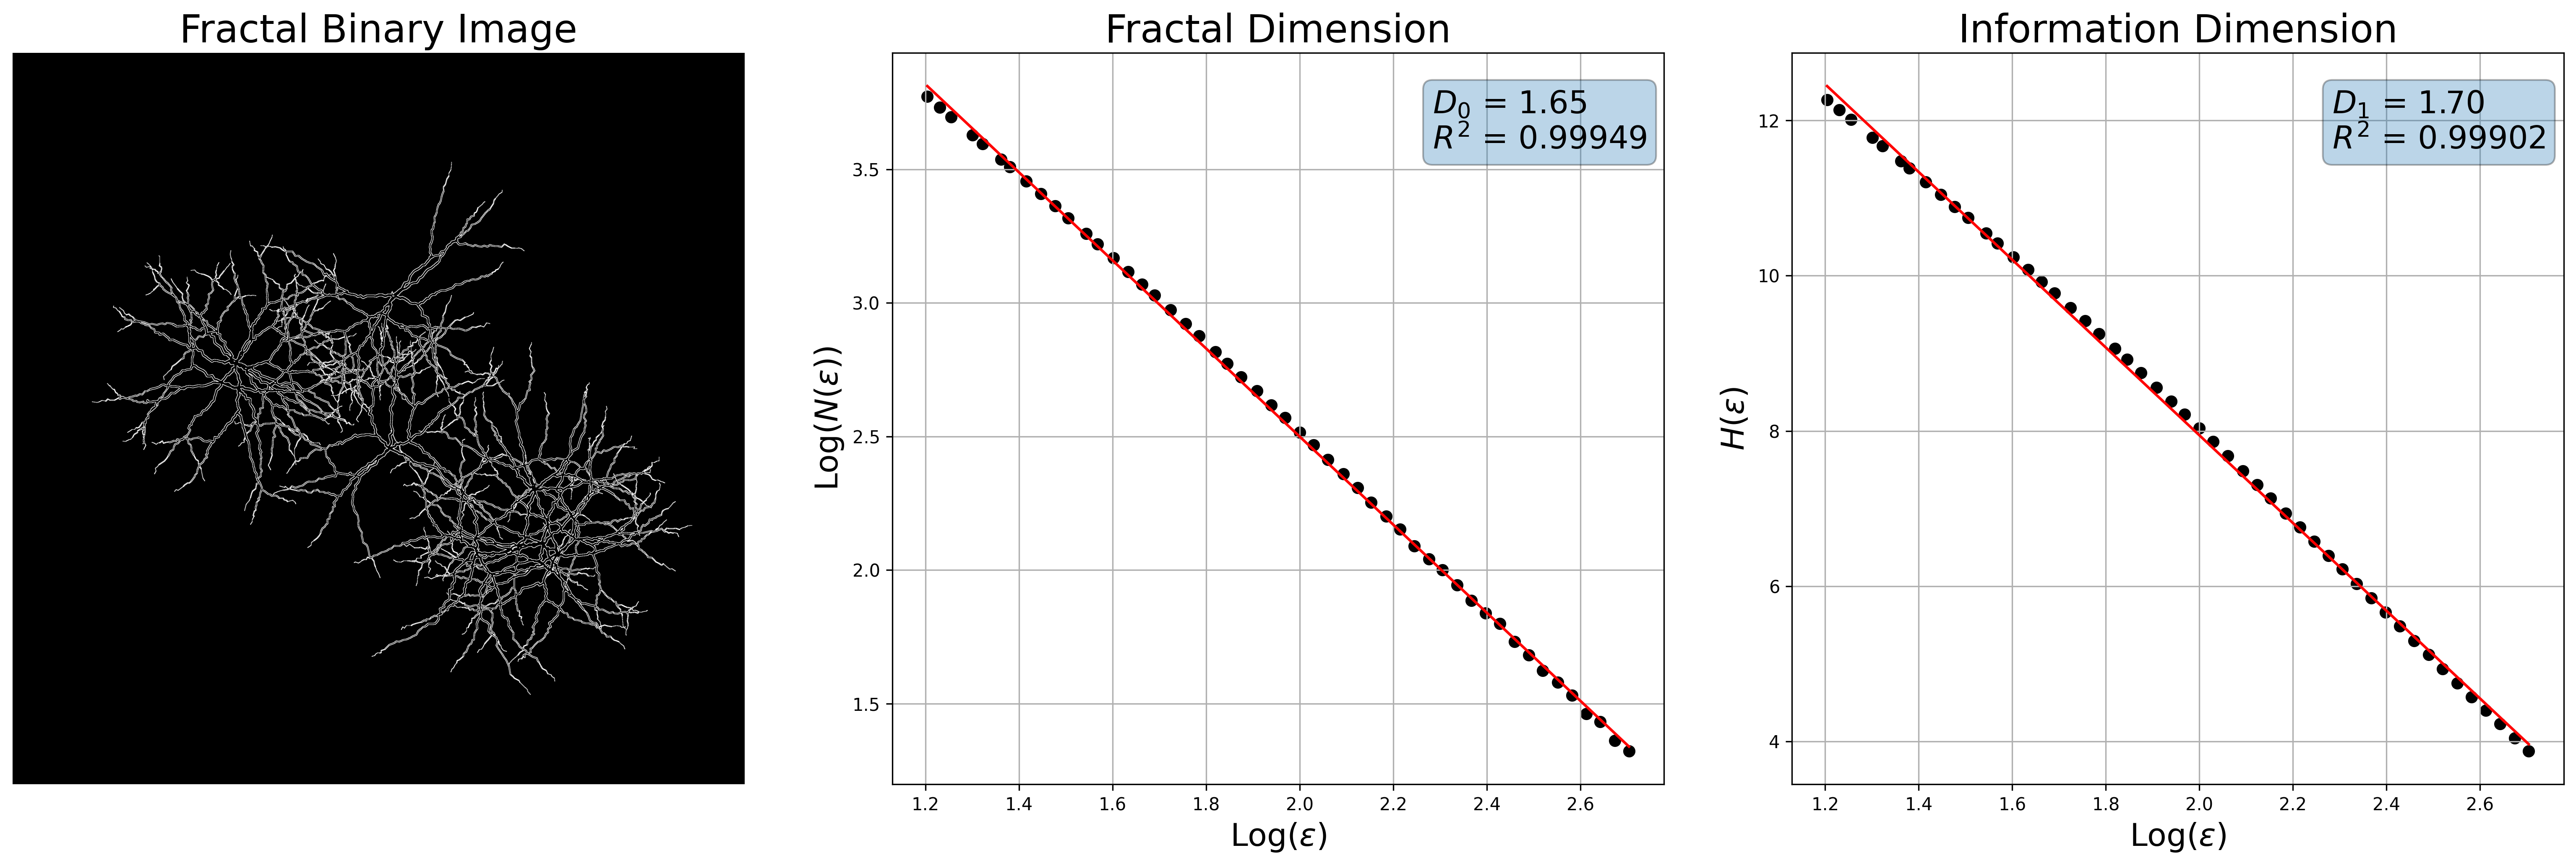 Fractal Binary Image
Fractal Dimension
D₀ = 1.65
R² = 0.99949
3.5
3.0
2.5
2.0
1.5
Log(N(ε))
1.2 1.4 1.6 1.8 2.0 2.2 2.4 2.6
Log(ε)
Information Dimension
D₁ = 1.70
R² = 0.99902
12
10
8
6
4
H(ε)
1.2 1.4 1.6 1.8 2.0 2.2 2.4 2.6
Log(ε)